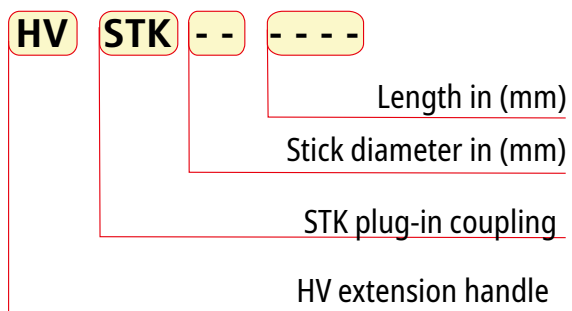 HV STK - - - - - -
Length in (mm)
Stick diameter in (mm)
STK plug-in coupling
HV extension handle